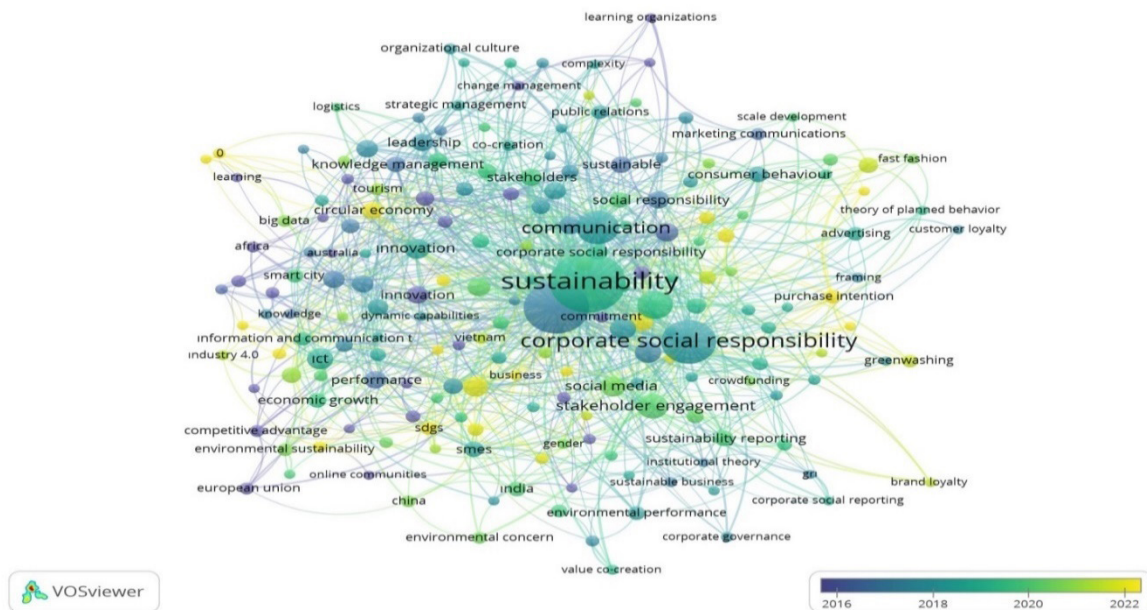 learning organizations
organizational culture
complexity
change management
logistics
strategic management
public relations
scale development
marketing communications
leadership
co-creation
0
knowledge management
sustainable
fast fashion
learning
stakeholders
consumer behaviour
tourism
social responsibility
circular economy
theory of planned behavior
big data
communication
advertising
customer loyalty
africa
innovation
corporate social responsibility
australia
smart city
sustainability
framing
innovation
purchase intention
knowledge
dynamic capabilities
commitment
information and communication t
vietnam
corporate social responsibility
industry 4.0
ict
greenwashing
performance
business
social media
crowdfunding
economic growth
stakeholder engagement
competitive advantage
sdgs
environmental sustainability
smes
gender
sustainability reporting
institutional theory
online communities
gri
european union
india
sustainable business
brand loyalty
china
corporate social reporting
environmental performance
environmental concern
corporate governance
value co-creation
VOSviewer
2016 2018 2020 2022